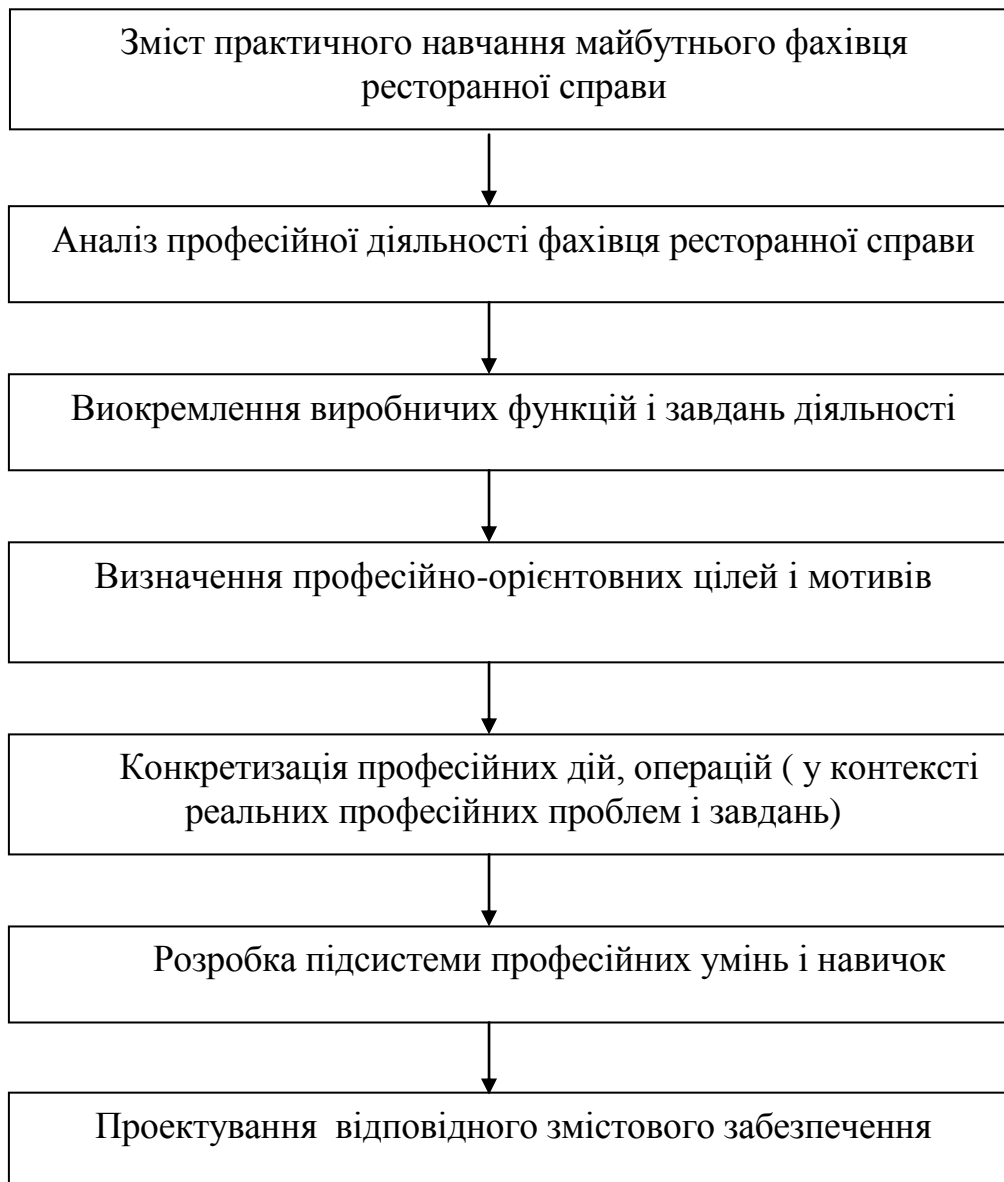 Зміст практичного навчання майбутнього фахівця
ресторанної справи
Аналіз професійної діяльності фахівця ресторанної справи
Виокремлення виробничих функцій і завдань діяльності
Визначення професійно-орієнтовних цілей і мотивів
Конкретизація професійних дій, операцій ( у контексті
реальних професійних проблем і завдань)
Розробка підсистеми професійних умінь і навичок
Проектування відповідного змістового забезпечення